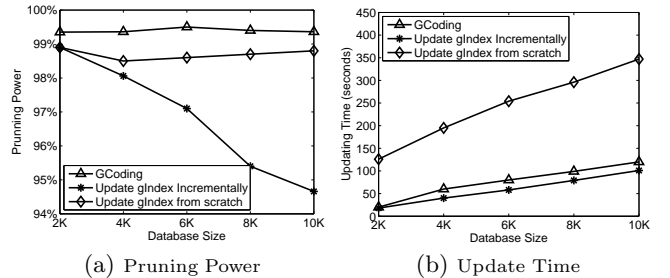 100%
99%
98%
97%
96%
95%
94%
Prunning Power
GCoding
Update gIndex Incrementally
Update gIndex from scratch
2K 4K 6K 8K 10K
Database Size
(a) Pruning Power
450
400
350
300
250
200
150
100
50
0
Updating Time (seconds)
GCoding
Update gIndex Incrementally
Update gIndex from scratch
2K 4K 6K 8K 10K
Database Size
(b) Update Time